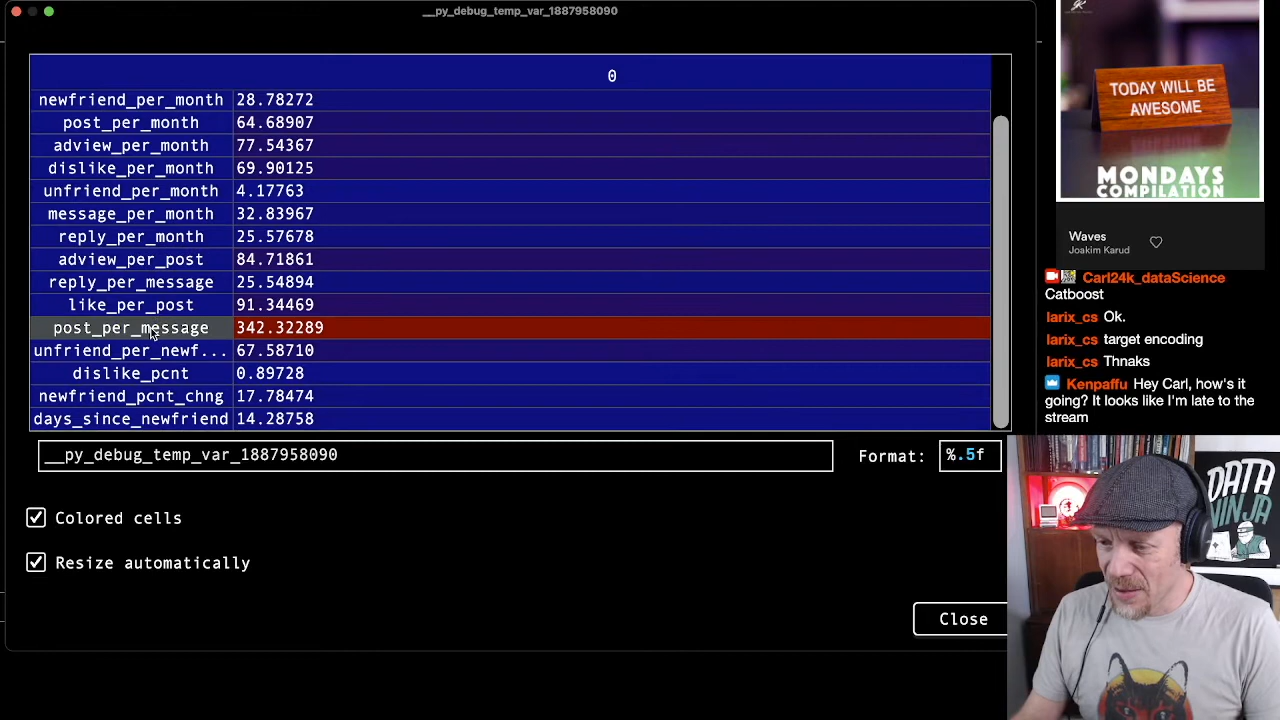 __py_debug_temp_var_1887958090
0
newfriend_per_month 28.78272
post_per_month 64.68907
adview_per_month 77.54367
dislike_per_month 69.90125
unfriend_per_month 4.17763
message_per_month 32.83967
reply_per_month 25.57678
adview_per_post 84.71861
reply_per_message 25.54894
like_per_post 91.34469
post_per_message 342.32289
unfriend_per_newf... 67.58710
dislike_pcnt 0.89728
newfriend_pcnt_chng 17.78474
days_since_newfriend 14.28758
__py_debug_temp_var_1887958090
Format: %.5f
Colored cells
Resize automatically
Close
TODAY WILL BE
AWESOME
MONDAYS
COMPILATION
Waves
Joakim Karud
Carl24k_dataScience
Catboost
larix_cs Ok.
larix_cs target encoding
larix_cs Thnaks
Kenpaffu Hey Carl, how's it
going? It looks like I'm late to the
stream
DATA
NINJA